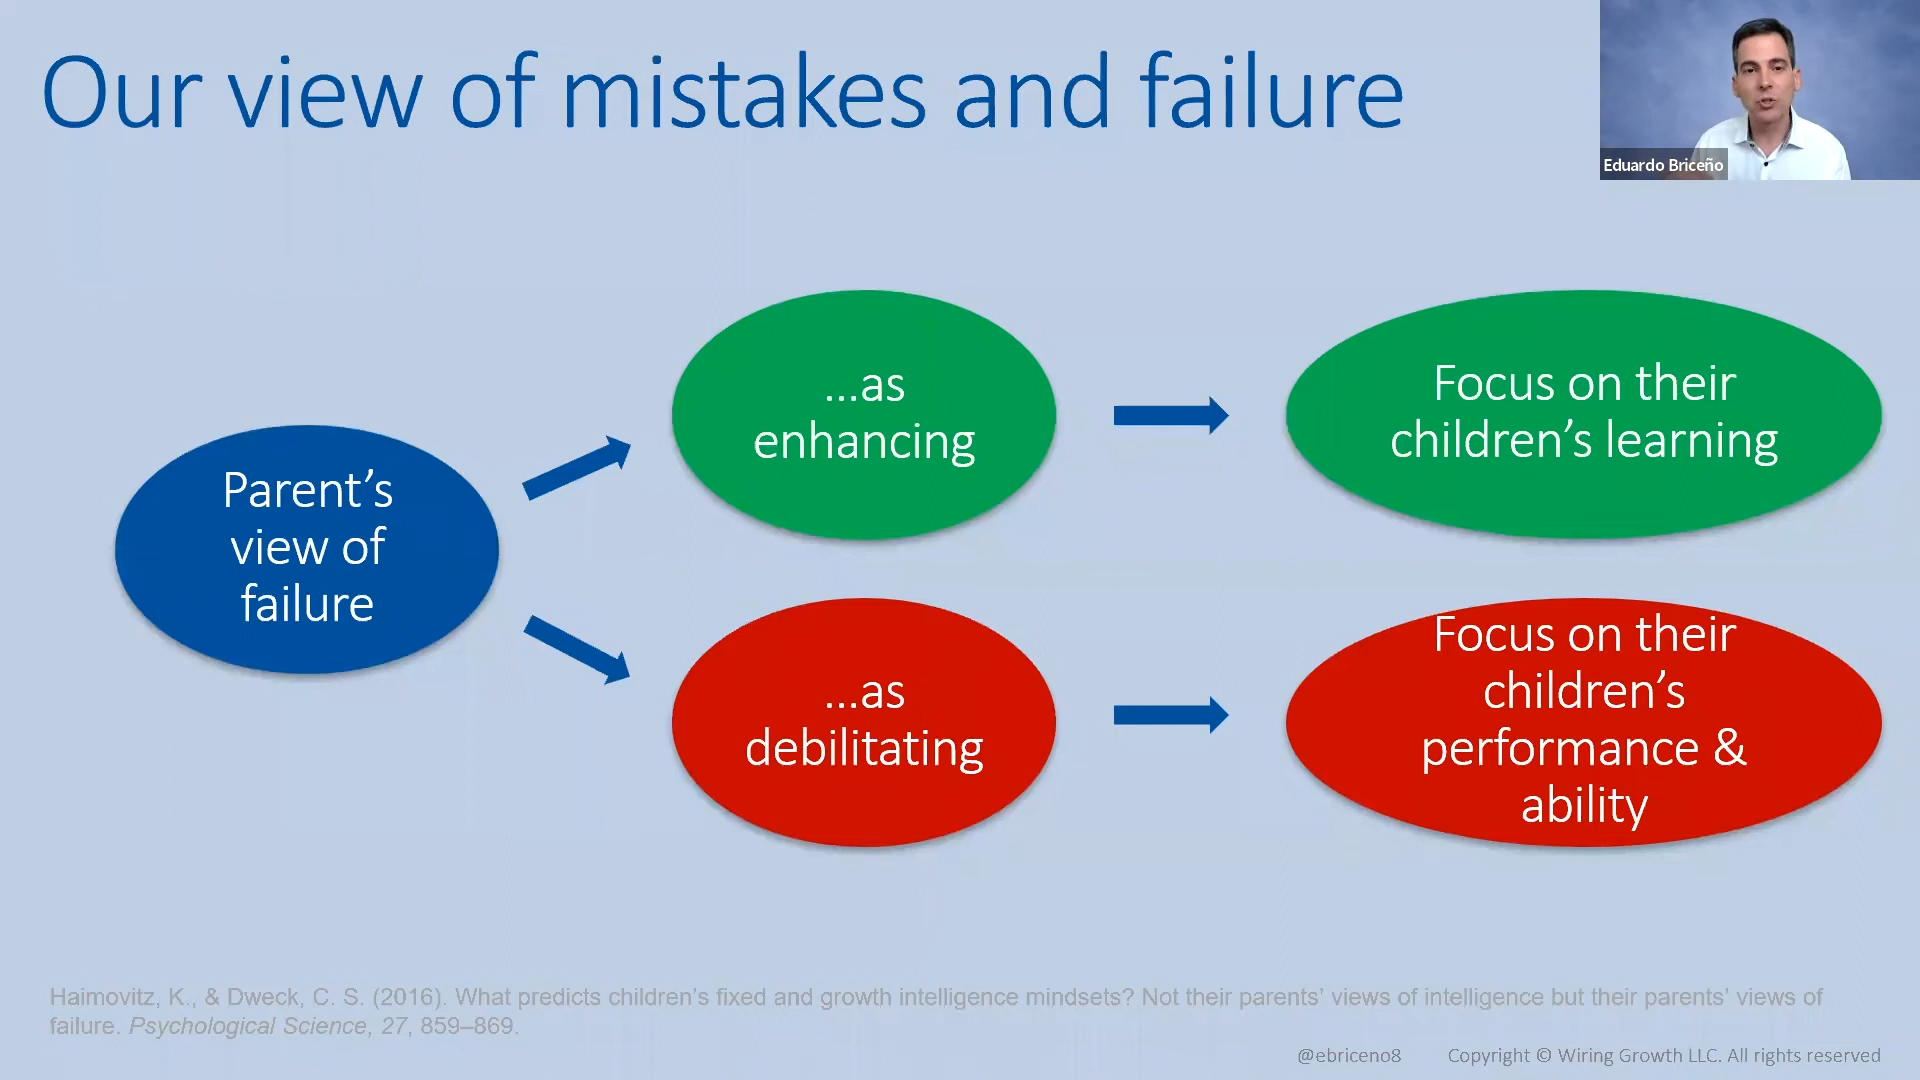 Our view of mistakes and failure
Eduardo Briceño
Parent’s
view of
failure
...as
enhancing
Focus on their
children’s learning
...as
debilitating
Focus on their
children’s
performance &
ability
Haimovitz, K., & Dweck, C. S. (2016). What predicts children’s fixed and growth intelligence mindsets? Not their parents’ views of intelligence but their parents’ views of
failure. Psychological Science, 27, 859–869.
@ebriceno8 Copyright © Wiring Growth LLC. All rights reserved